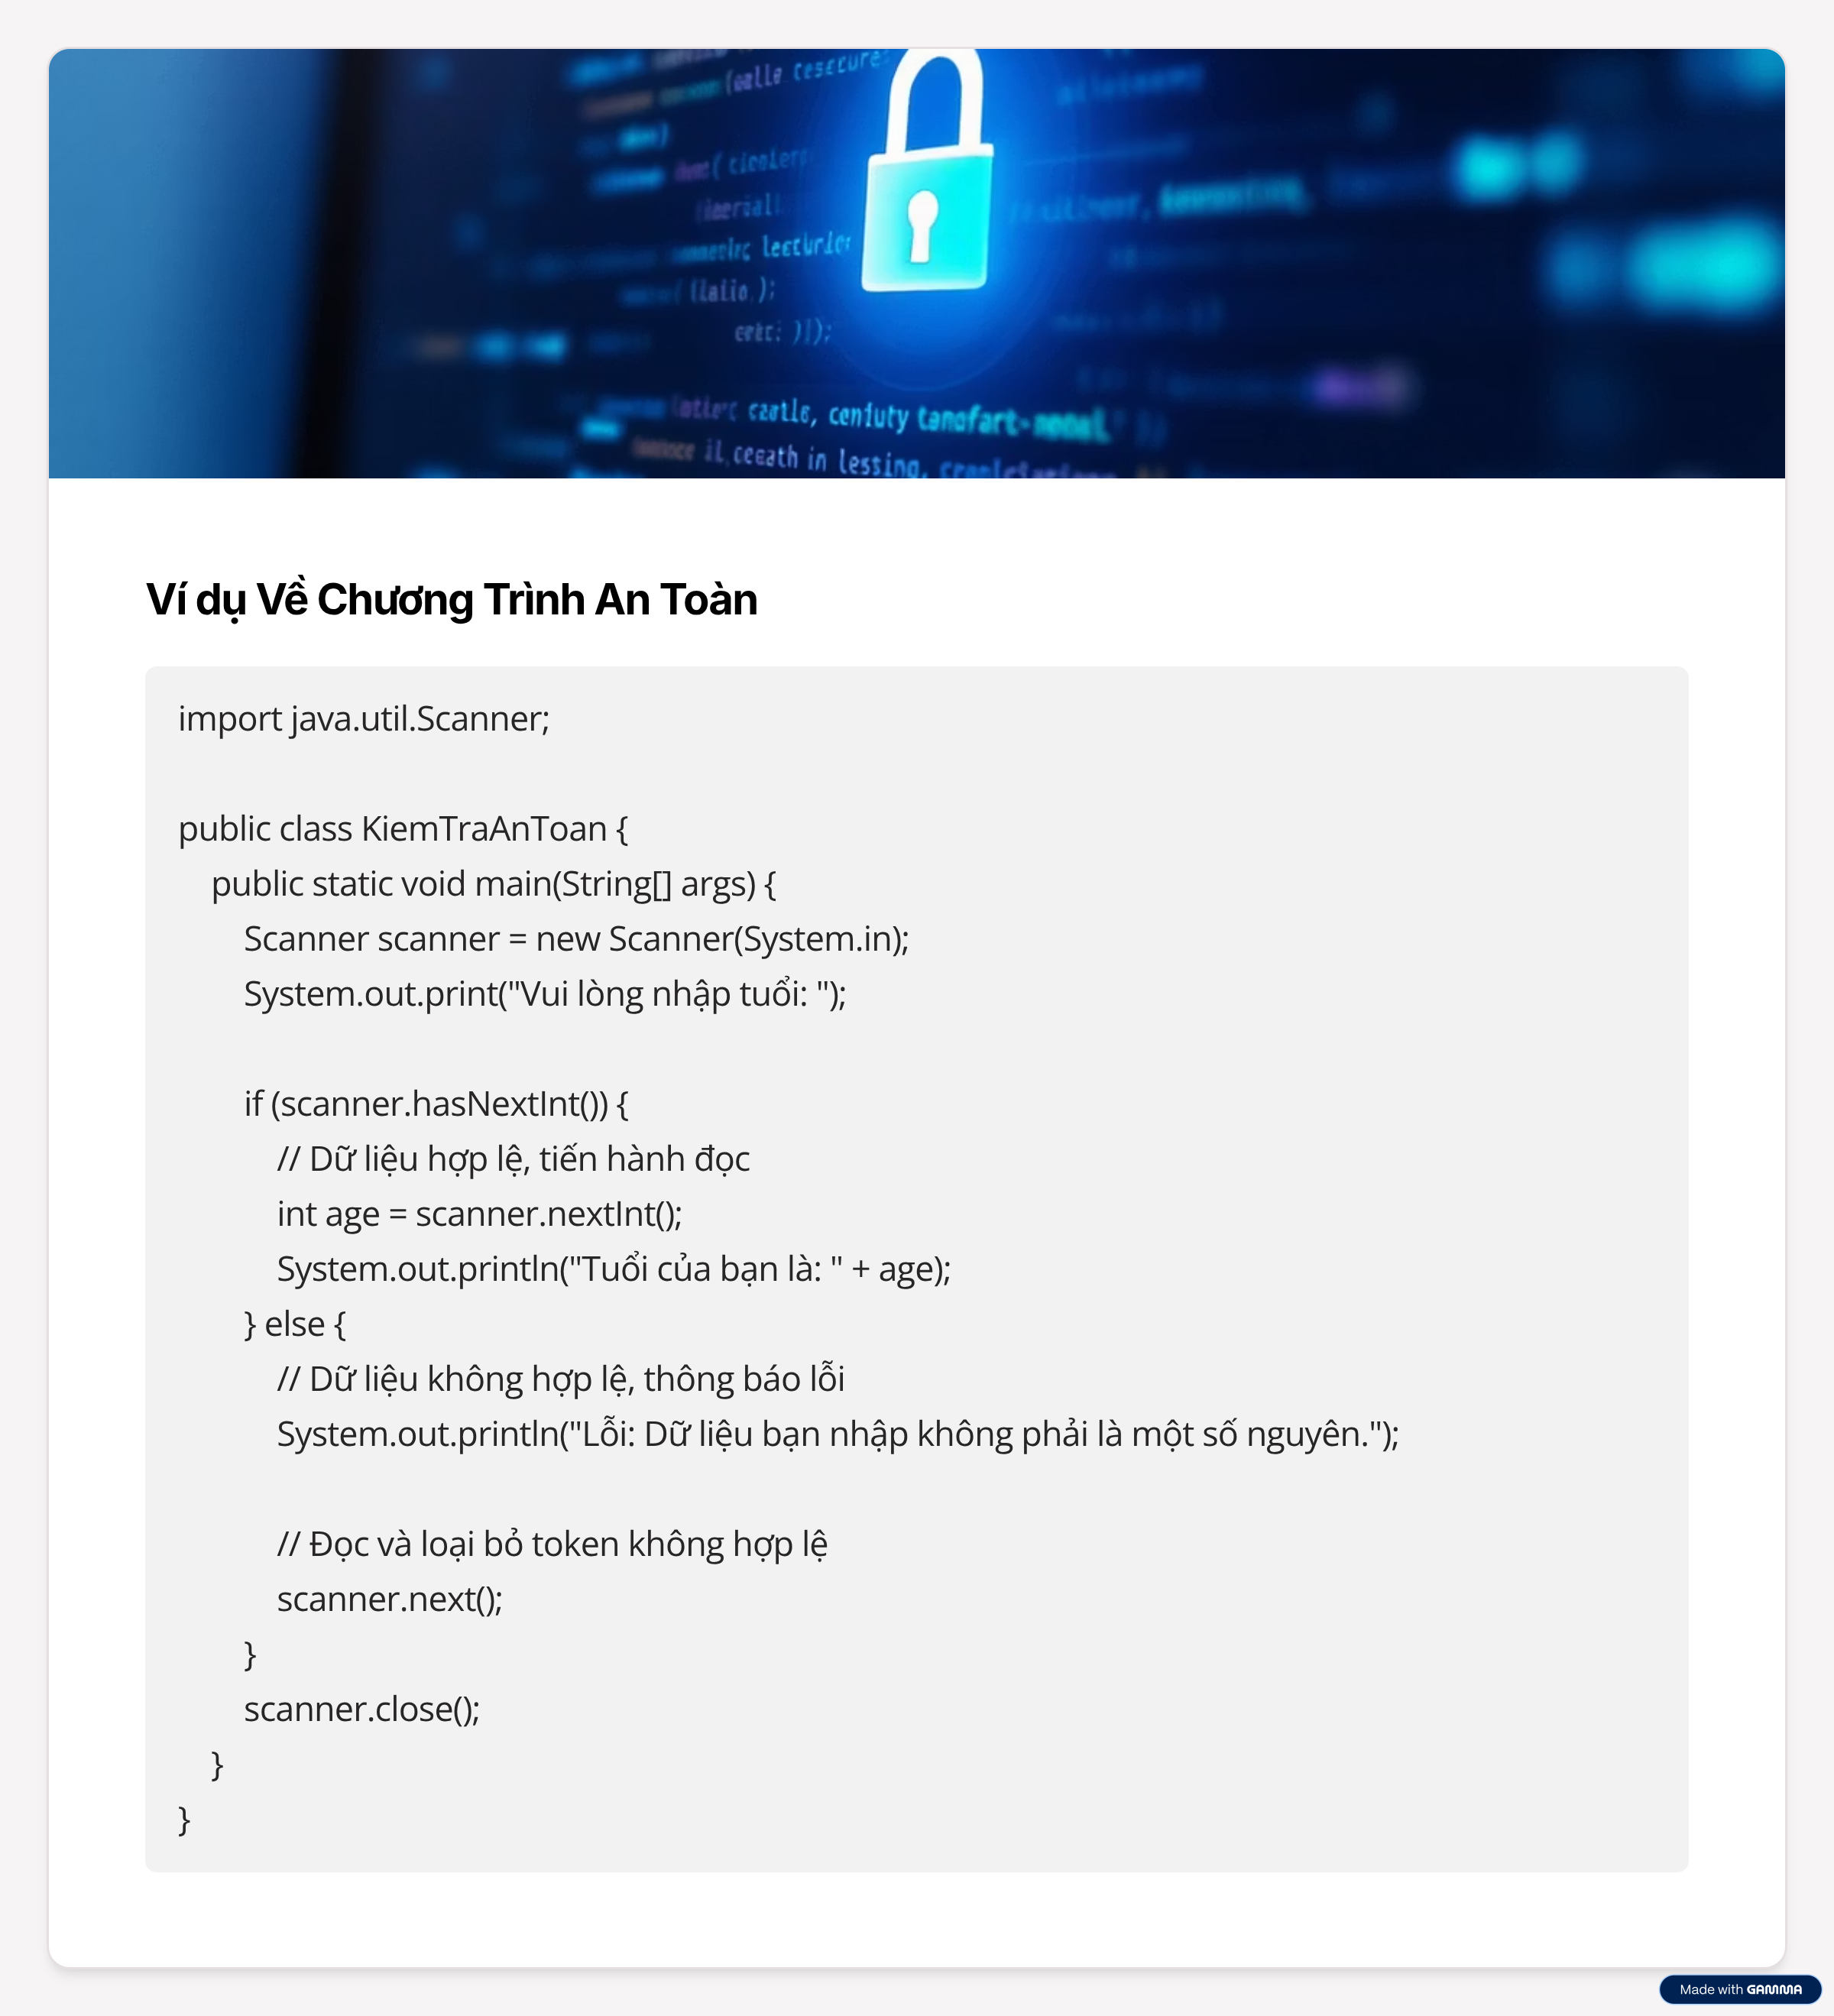 Ví dụ Về Chương Trình An Toàn
import java.util.Scanner;
public class KiemTraAnToan {
public static void main(String[] args) {
Scanner scanner = new Scanner(System.in);
System.out.print("Vui lòng nhập tuổi: ");
if (scanner.hasNextInt()) {
// Dữ liệu hợp lệ, tiến hành đọc
int age = scanner.nextInt();
System.out.println("Tuổi của bạn là: " + age);
} else {
// Dữ liệu không hợp lệ, thông báo lỗi
System.out.println("Lỗi: Dữ liệu bạn nhập không phải là một số nguyên.");
// Đọc và loại bỏ token không hợp lệ
scanner.next();
}
scanner.close();
}
}
Made with GAMMA